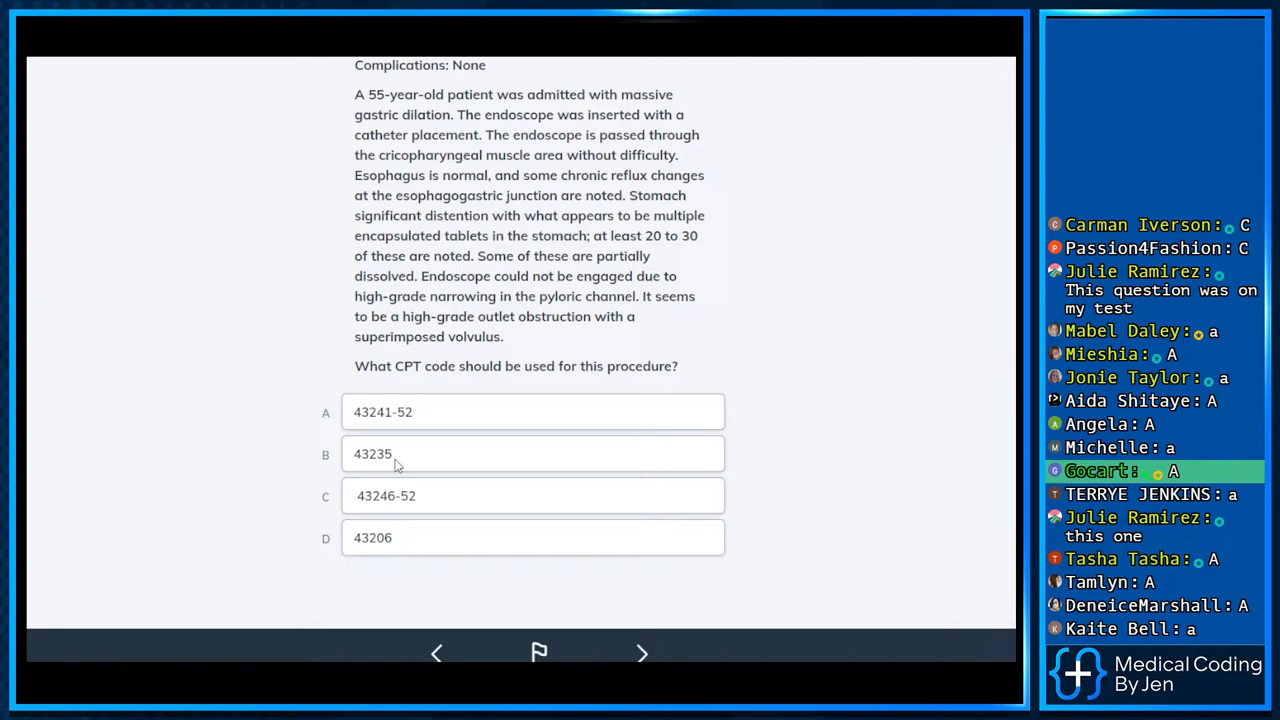 Complications: None
A 55-year-old patient was admitted with massive
gastric dilation. The endoscope was inserted with a
catheter placement. The endoscope is passed through
the cricopharyngeal muscle area without difficulty.
Esophagus is normal, and some chronic reflux changes
at the esophagogastric junction are noted. Stomach
significant distention with what appears to be multiple
encapsulated tablets in the stomach; at least 20 to 30
of these are noted. Some of these are partially
dissolved. Endoscope could not be engaged due to
high-grade narrowing in the pyloric channel. It seems
to be a high-grade outlet obstruction with a
superimposed volvulus.
What CPT code should be used for this procedure?
A 43241-52
B 43235
C 43246-52
D 43206
C Carman Iverson: C
P Passion4Fashion: C
Julie Ramirez:
This question was on
my test
Mabel Daley: a
Mieshia: A
Jonie Taylor: a
Aida Shitaye: A
A Angela: A
M Michelle: a
G Gocart: A
T TERRYE JENKINS: a
Julie Ramirez:
this one
T Tasha Tasha: A
Tamlyn: A
DeneiceMarshall: A
K Kaite Bell: a
Medical Coding
By Jen